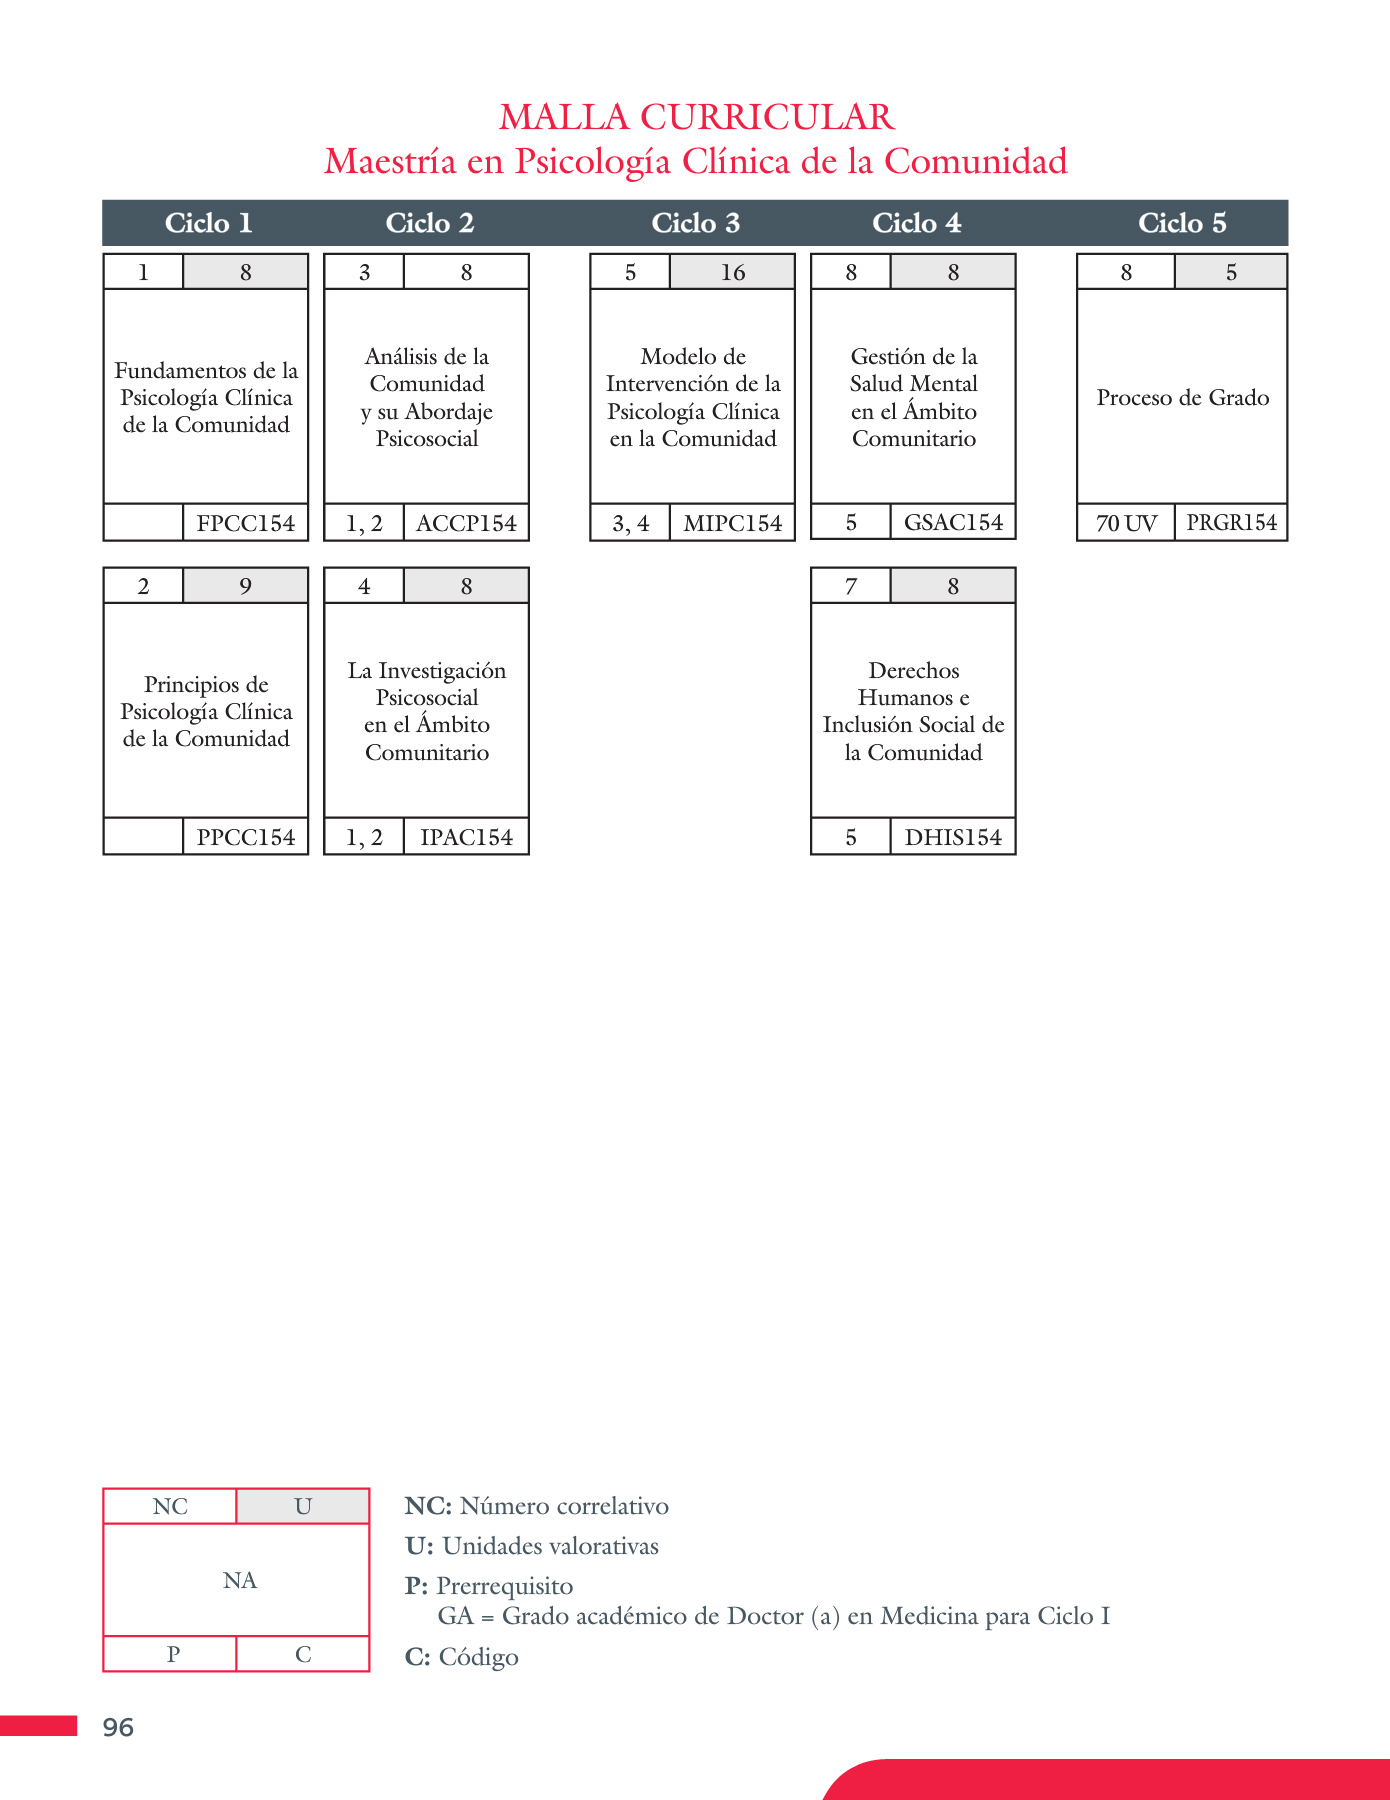 MALLA CURRICULAR
Maestría en Psicología Clínica de la Comunidad
Ciclo 1 Ciclo 2 Ciclo 3 Ciclo 4 Ciclo 5
1 8
Fundamentos de la
Psicología Clínica
de la Comunidad
FPCC154
3 8
Análisis de la
Comunidad
y su Abordaje
Psicosocial
1, 2 ACCP154
5 16
Modelo de
Intervención de la
Psicología Clínica
en la Comunidad
3, 4 MIPC154
8 8
Gestión de la
Salud Mental
en el Ámbito
Comunitario
5 GSAC154
8 5
Proceso de Grado
70 UV PRGR154
2 9
Principios de
Psicología Clínica
de la Comunidad
PPCC154
4 8
La Investigación
Psicosocial
en el Ámbito
Comunitario
1, 2 IPAC154
7 8
Derechos
Humanos e
Inclusión Social de
la Comunidad
5 DHIS154
NC U
NA
P C
NC: Número correlativo
U: Unidades valorativas
P: Prerrequisito
GA = Grado académico de Doctor (a) en Medicina para Ciclo I
C: Código
96